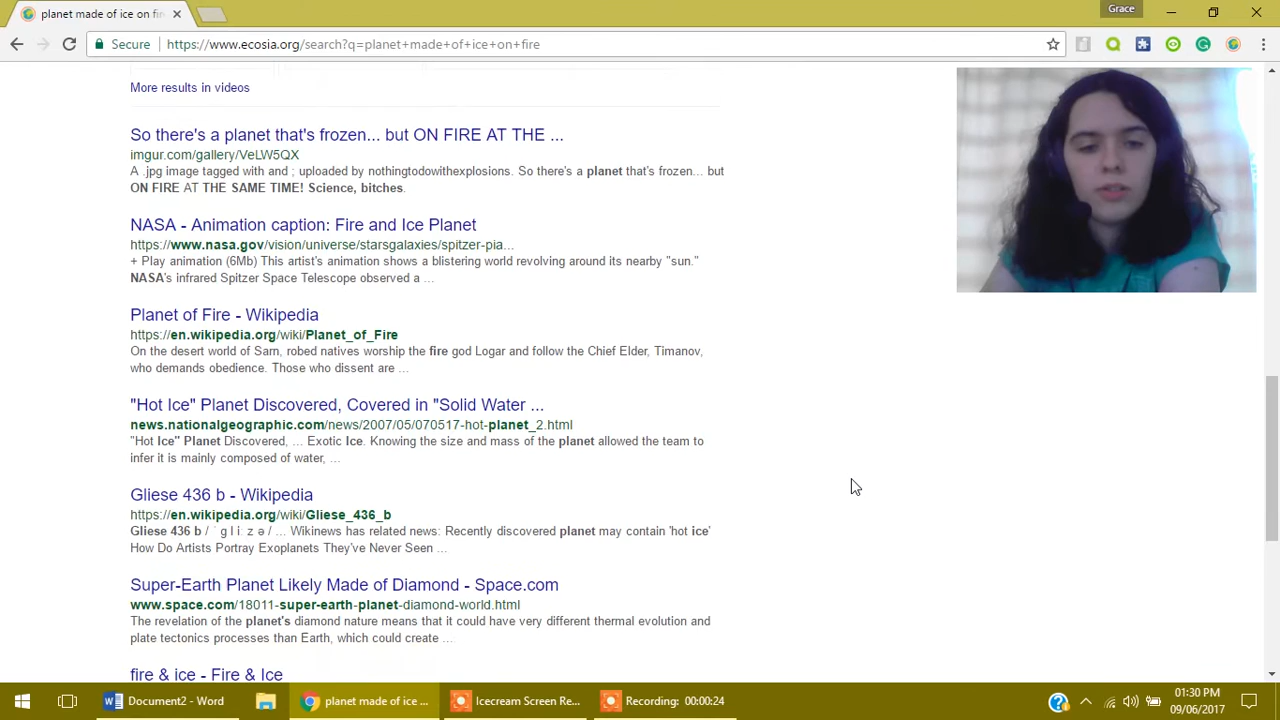 planet made of ice on fir
Grace
Secure
https://www.ecosia.org/search?q=planet+made+of+ice+on+fire
More results in videos
So there's a planet that's frozen... but ON FIRE AT THE ...
imgur.com/gallery/VeLW5QX
A .jpg image tagged with and ; uploaded by nothingtodowithexplosions. So there's a planet that's frozen... but
ON FIRE AT THE SAME TIME! Science, bitches.
NASA - Animation caption: Fire and Ice Planet
https://www.nasa.gov/vision/universe/starsgalaxies/spitzer-pia...
+ Play animation (6Mb) This artist's animation shows a blistering world revolving around its nearby "sun."
NASA's infrared Spitzer Space Telescope observed a ...
Planet of Fire - Wikipedia
https://en.wikipedia.org/wiki/Planet_of_Fire
On the desert world of Sarn, robed natives worship the fire god Logar and follow the Chief Elder, Timanov,
who demands obedience. Those who dissent are ...
"Hot Ice" Planet Discovered, Covered in "Solid Water ...
news.nationalgeographic.com/news/2007/05/070517-hot-planet_2.html
"Hot Ice" Planet Discovered, ... Exotic Ice. Knowing the size and mass of the planet allowed the team to
infer it is mainly composed of water, ...
Gliese 436 b - Wikipedia
https://en.wikipedia.org/wiki/Gliese_436_b
Gliese 436 b / ˈ ɡ l iː z ə / ... Wikinews has related news: Recently discovered planet may contain 'hot ice'
How Do Artists Portray Exoplanets They've Never Seen ...
Super-Earth Planet Likely Made of Diamond - Space.com
www.space.com/18011-super-earth-planet-diamond-world.html
The revelation of the planet's diamond nature means that it could have very different thermal evolution and
plate tectonics processes than Earth, which could create ...
fire & ice - Fire & Ice
Document2 - Word
planet made of ice ...
Icecream Screen Re...
Recording: 00:00:24
01:30 PM
09/06/2017